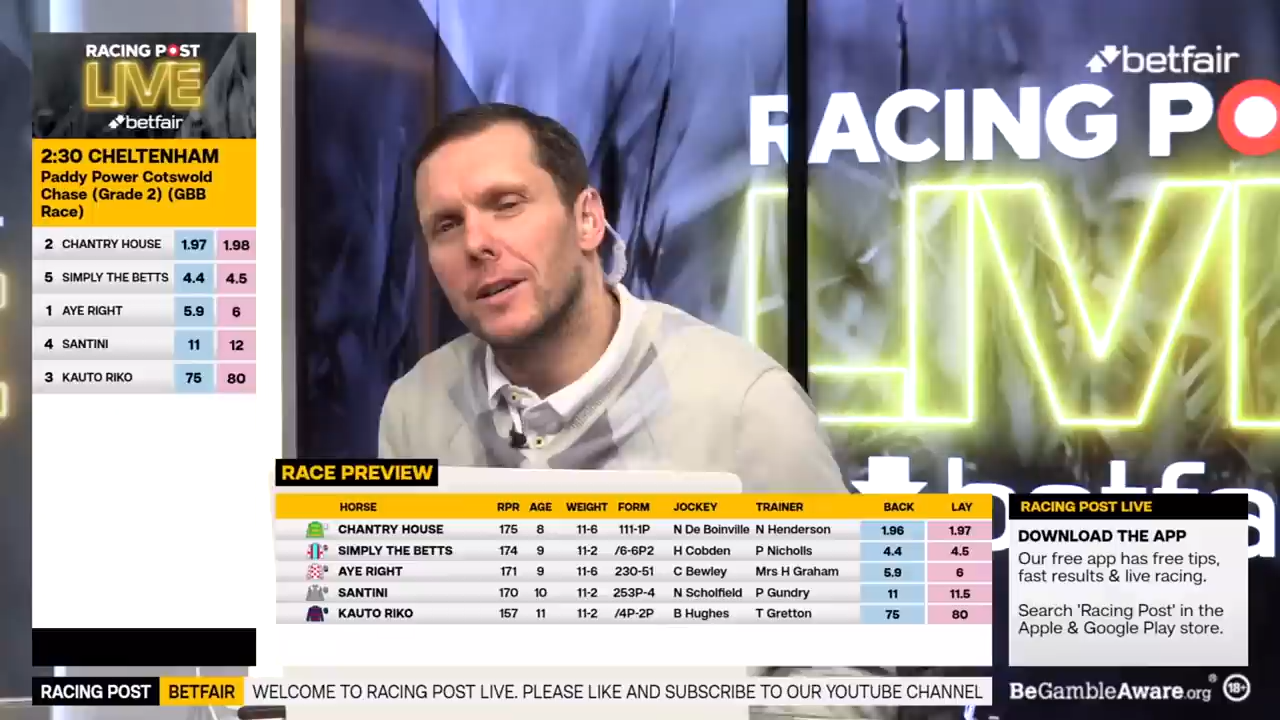 RACING POST
LIVE
betfair
2:30 CHELTENHAM
Paddy Power Cotswold
Chase (Grade 2) (GBB
Race)
2 CHANTRY HOUSE 1.97 1.98
5 SIMPLY THE BETTS 4.4 4.5
1 AYE RIGHT 5.9 6
4 SANTINI 11 12
3 KAUTO RIKO 75 80
betfair
RACING PO
LIV
betfa
RACE PREVIEW
HORSE RPR AGE WEIGHT FORM JOCKEY TRAINER BACK LAY
CHANTRY HOUSE 175 8 11-6 111-1P N De Boinville N Henderson 1.96 1.97
SIMPLY THE BETTS 174 9 11-2 /6-6P2 H Cobden P Nicholls 4.4 4.5
AYE RIGHT 171 9 11-6 230-51 C Bewley Mrs H Graham 5.9 6
SANTINI 170 10 11-2 253P-4 N Scholfield P Gundry 11 11.5
KAUTO RIKO 157 11 11-2 /4P-2P B Hughes T Gretton 75 80
RACING POST LIVE
DOWNLOAD THE APP
Our free app has free tips,
fast results & live racing.
Search 'Racing Post' in the
Apple & Google Play store.
RACING POST BETFAIR WELCOME TO RACING POST LIVE. PLEASE LIKE AND SUBSCRIBE TO OUR YOUTUBE CHANNEL
BeGambleAware.org® 18+